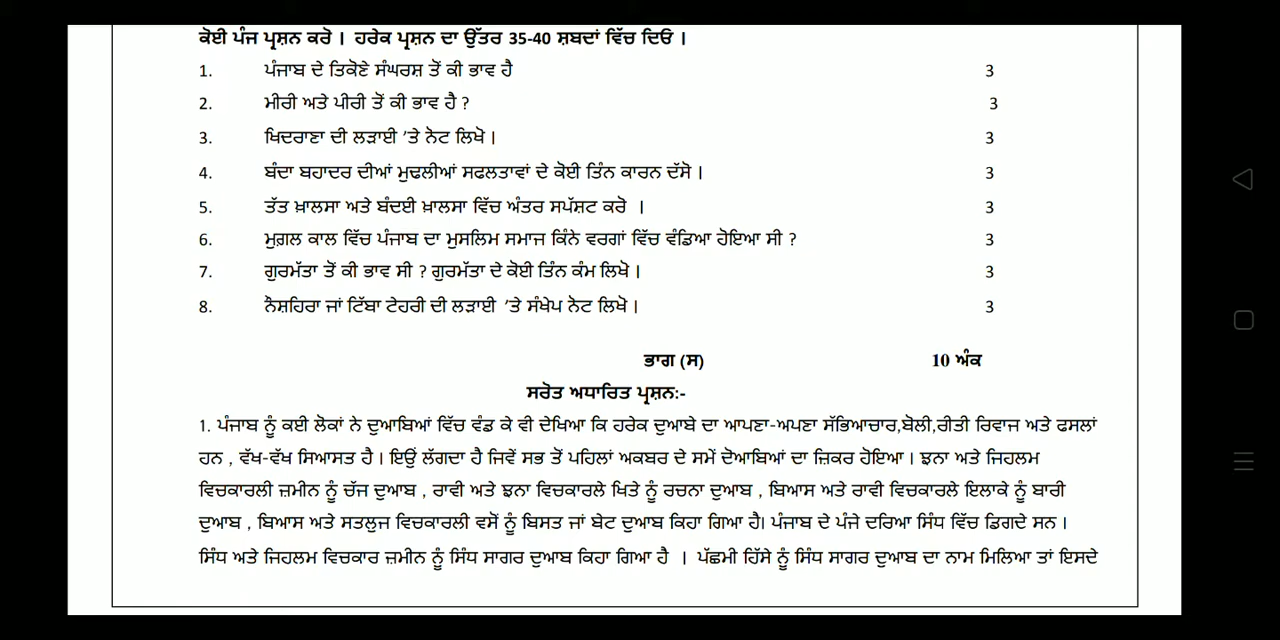 ਕੋਈ ਪੰਜ ਪ੍ਰਸ਼ਨ ਕਰੋ । ਹਰੇਕ ਪ੍ਰਸ਼ਨ ਦਾ ਉੱਤਰ 35-40 ਸ਼ਬਦਾਂ ਵਿੱਚ ਦਿਓ ।
1. ਪੰਜਾਬ ਦੇ ਤਿਕੋਣੇ ਸੰਘਰਸ਼ ਤੋਂ ਕੀ ਭਾਵ ਹੈ 3
2. ਮੀਰੀ ਅਤੇ ਪੀਰੀ ਤੋਂ ਕੀ ਭਾਵ ਹੈ ? 3
3. ਖਿਦਰਾਣਾ ਦੀ ਲੜਾਈ ’ਤੇ ਨੋਟ ਲਿਖੋ। 3
4. ਬੰਦਾ ਬਹਾਦਰ ਦੀਆਂ ਮੁਢਲੀਆਂ ਸਫਲਤਾਵਾਂ ਦੇ ਕੋਈ ਤਿੰਨ ਕਾਰਨ ਦੱਸੋ । 3
5. ਤੱਤ ਖ਼ਾਲਸਾ ਅਤੇ ਬੰਦਈ ਖ਼ਾਲਸਾ ਵਿੱਚ ਅੰਤਰ ਸਪੱਸ਼ਟ ਕਰੋ । 3
6. ਮੁਗ਼ਲ ਕਾਲ ਵਿੱਚ ਪੰਜਾਬ ਦਾ ਮੁਸਲਿਮ ਸਮਾਜ ਕਿੰਨੇ ਵਰਗਾਂ ਵਿੱਚ ਵੰਡਿਆ ਹੋਇਆ ਸੀ ? 3
7. ਗੁਰਮੱਤਾ ਤੋਂ ਕੀ ਭਾਵ ਸੀ ? ਗੁਰਮੱਤਾ ਦੇ ਕੋਈ ਤਿੰਨ ਕੰਮ ਲਿਖੋ। 3
8. ਨੌਸ਼ਹਿਰਾ ਜਾਂ ਟਿੱਬਾ ਟੇਹਰੀ ਦੀ ਲੜਾਈ ’ਤੇ ਸੰਖੇਪ ਨੋਟ ਲਿਖੋ। 3
ਭਾਗ (ਸ) 10 ਅੰਕ
ਸਰੋਤ ਅਧਾਰਿਤ ਪ੍ਰਸ਼ਨ:-
1. ਪੰਜਾਬ ਨੂੰ ਕਈ ਲੋਕਾਂ ਨੇ ਦੁਆਬਿਆਂ ਵਿੱਚ ਵੰਡ ਕੇ ਵੀ ਦੇਖਿਆ ਕਿ ਹਰੇਕ ਦੁਆਬੇ ਦਾ ਆਪਣਾ-ਅਪਣਾ ਸੱਭਿਆਚਾਰ,ਬੋਲੀ,ਰੀਤੀ ਰਿਵਾਜ ਅਤੇ ਫਸਲਾਂ
ਹਨ , ਵੱਖ-ਵੱਖ ਸਿਆਸਤ ਹੈ। ਇਉਂ ਲੱਗਦਾ ਹੈ ਜਿਵੇਂ ਸਭ ਤੋਂ ਪਹਿਲਾਂ ਅਕਬਰ ਦੇ ਸਮੇਂ ਦੋਆਬਿਆਂ ਦਾ ਜ਼ਿਕਰ ਹੋਇਆ। ਝਨਾ ਅਤੇ ਜਿਹਲਮ
ਵਿਚਕਾਰਲੀ ਜ਼ਮੀਨ ਨੂੰ ਚੱਜ ਦੁਆਬ , ਰਾਵੀ ਅਤੇ ਝਨਾ ਵਿਚਕਾਰਲੇ ਖਿਤੇ ਨੂੰ ਰਚਨਾ ਦੁਆਬ , ਬਿਆਸ ਅਤੇ ਰਾਵੀ ਵਿਚਕਾਰਲੇ ਇਲਾਕੇ ਨੂੰ ਬਾਰੀ
ਦੁਆਬ , ਬਿਆਸ ਅਤੇ ਸਤਲੁਜ ਵਿਚਕਾਰਲੀ ਵਸੋਂ ਨੂੰ ਬਿਸਤ ਜਾਂ ਬੇਟ ਦੁਆਬ ਕਿਹਾ ਗਿਆ ਹੈ। ਪੰਜਾਬ ਦੇ ਪੰਜੇ ਦਰਿਆ ਸਿੰਧ ਵਿੱਚ ਡਿਗਦੇ ਸਨ ।
ਸਿੰਧ ਅਤੇ ਜਿਹਲਮ ਵਿਚਕਾਰ ਜ਼ਮੀਨ ਨੂੰ ਸਿੰਧ ਸਾਗਰ ਦੁਆਬ ਕਿਹਾ ਗਿਆ ਹੈ । ਪੱਛਮੀ ਹਿੱਸੇ ਨੂੰ ਸਿੰਧ ਸਾਗਰ ਦੁਆਬ ਦਾ ਨਾਮ ਮਿਲਿਆ ਤਾਂ ਇਸਦੇ